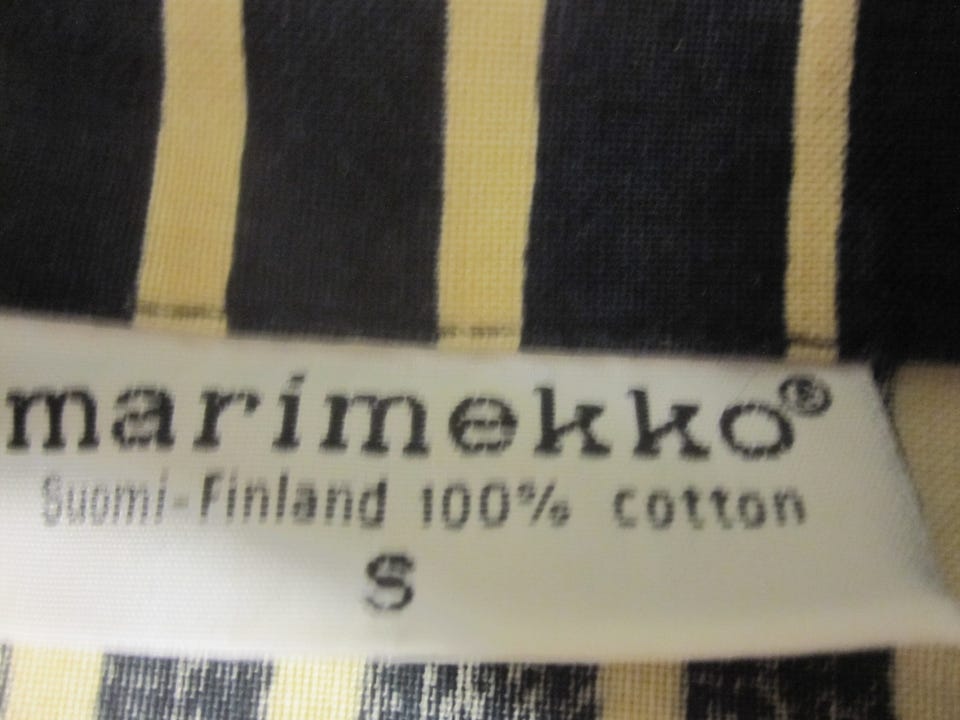 marimekko®
Suomi-Finland 100% cotton
S